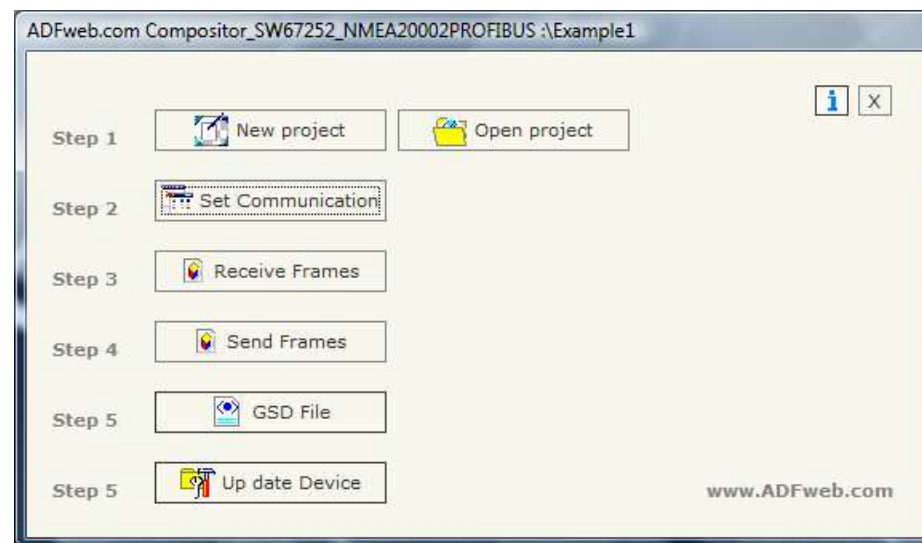 ADFweb.com Compositor_SW67252_NMEA20002PROFIBUS :\Example1
i X
Step 1 New project Open project
Step 2 Set Communication
Step 3 Receive Frames
Step 4 Send Frames
Step 5 GSD File
Step 5 Up date Device
www.ADFweb.com